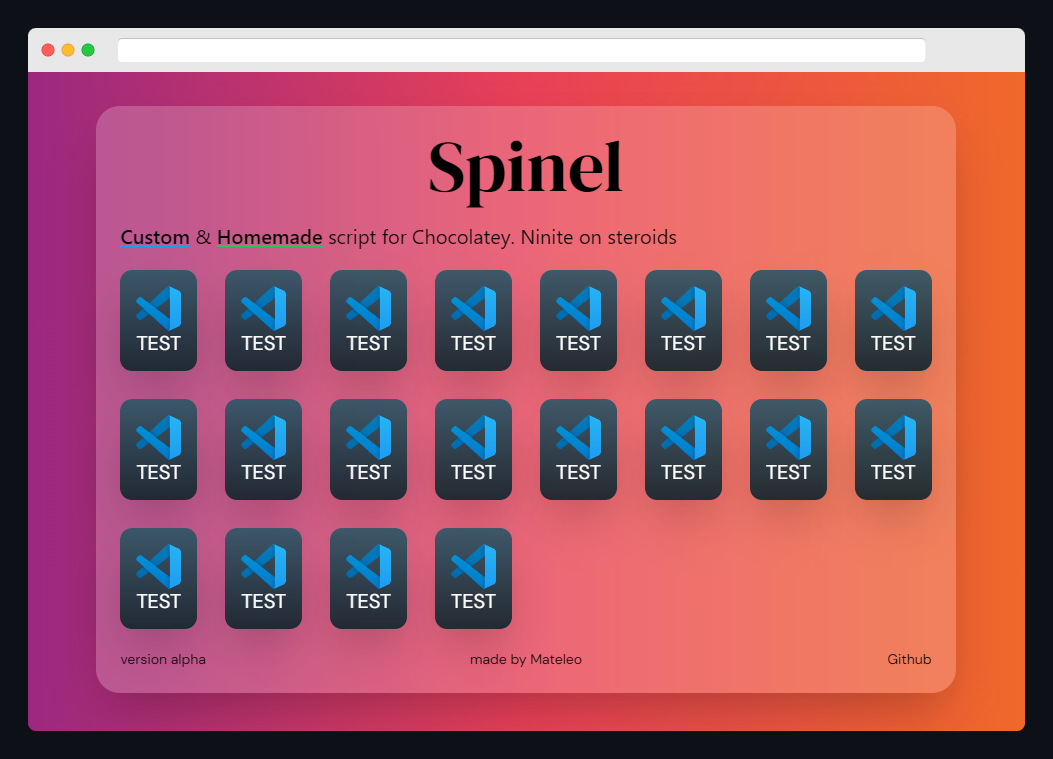 Spinel
Custom & Homemade script for Chocolatey. Ninite on steroids
TEST TEST TEST TEST TEST TEST TEST TEST
TEST TEST TEST TEST TEST TEST TEST TEST
TEST TEST TEST TEST
version alpha made by Mateleo Github